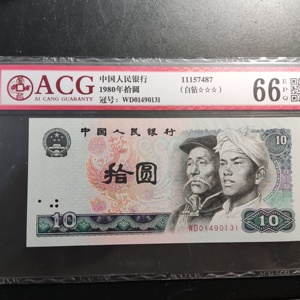 ACG
AI CANG GUARANTY
中国人民银行
1980年拾圆
冠号：WD01490131
11157487
(白钻☆☆☆)
66 EPQ
中国人民银行
10
拾圆
10
WD01490131
10